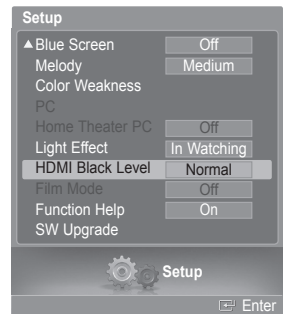 Setup
▲Blue Screen Off
Melody Medium
Color Weakness
PC
Home Theater PC Off
Light Effect In Watching
HDMI Black Level Normal
Film Mode Off
Function Help On
SW Upgrade
Setup
Enter